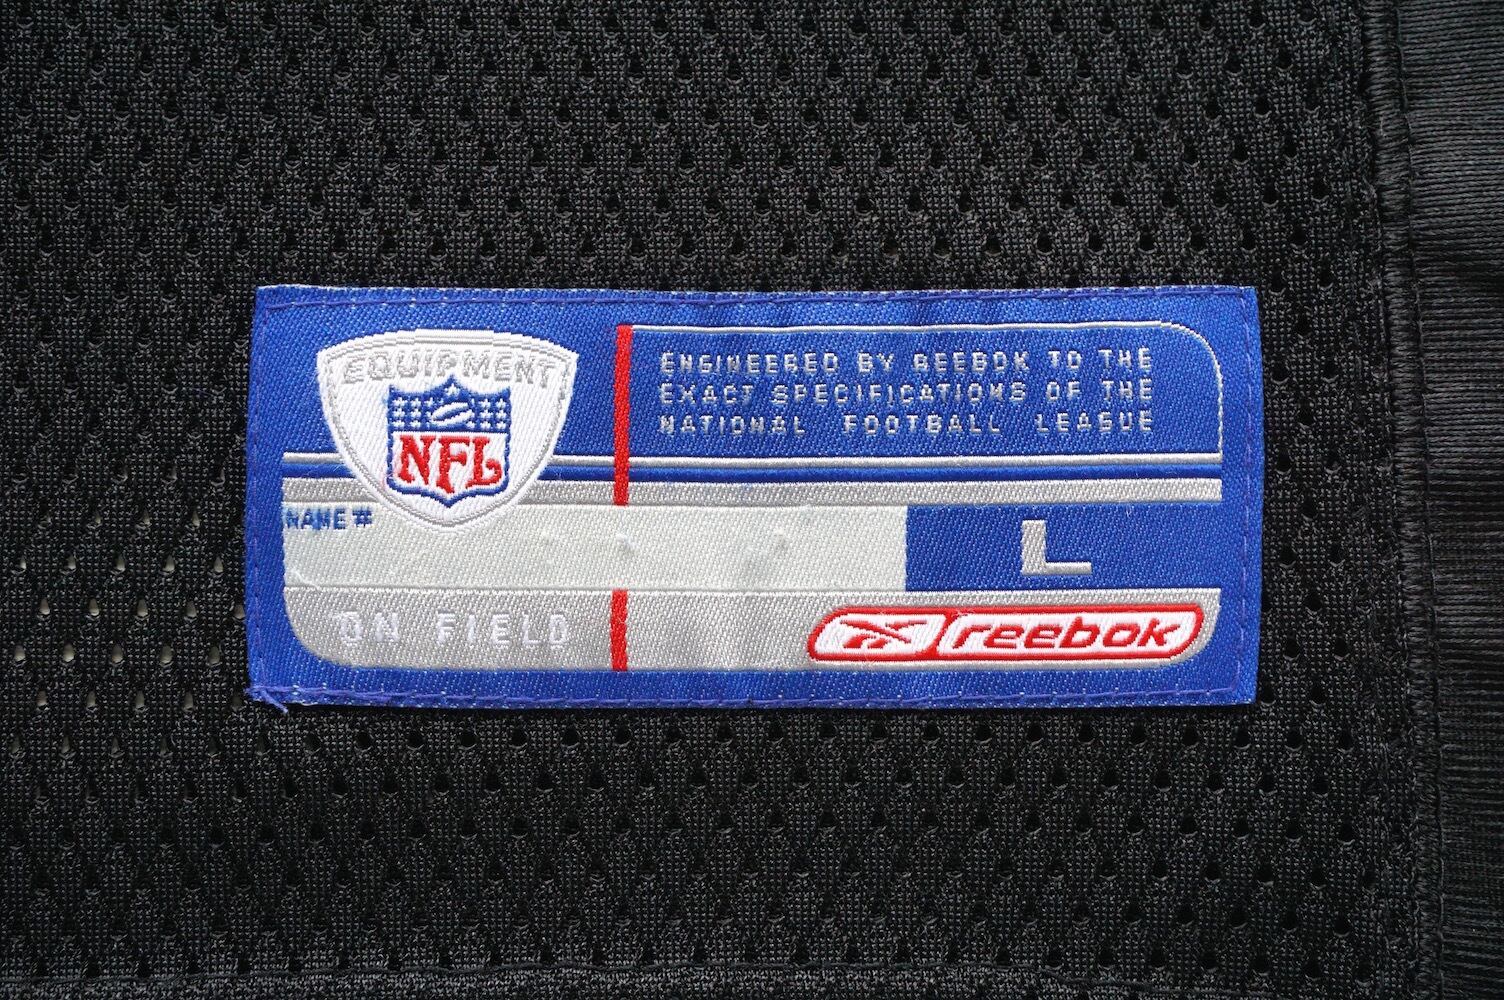 EQUIPMENT
NFL
ENGINEERED BY REEBOK TO THE
EXACT SPECIFICATIONS OF THE
NATIONAL FOOTBALL LEAGUE
NAME #
L
ON FIELD
reebok